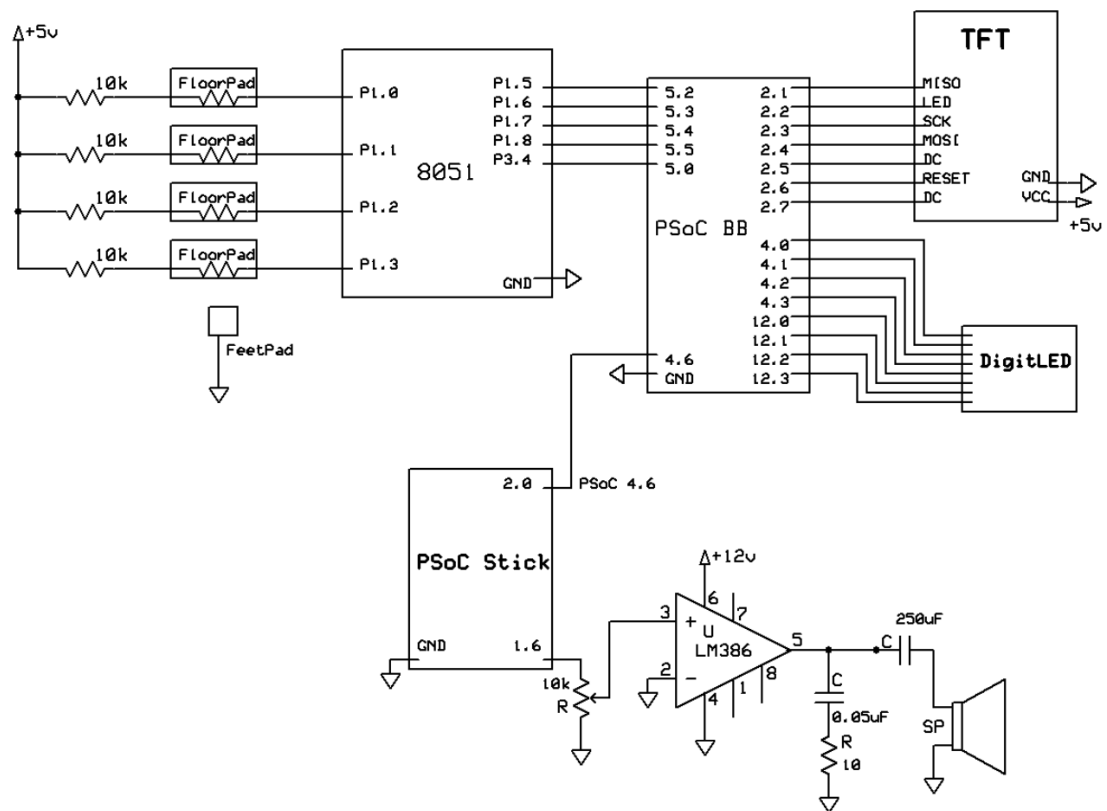 +5v
10k
FloorPad
P1.0
10k
FloorPad
P1.1
10k
FloorPad
P1.2
10k
FloorPad
P1.3
FeetPad
8051
P1.5
P1.6
P1.7
P1.8
P3.4
GND
PSoC BB
5.2
5.3
5.4
5.5
5.0
4.6
GND
2.1
2.2
2.3
2.4
2.5
2.6
2.7
4.0
4.1
4.2
4.3
12.0
12.1
12.2
12.3
TFT
MISO
LED
SCK
MOSI
DC
RESET
DC
GND
VCC
+5v
DigitLED
2.0
PSoC 4.6
PSoC Stick
GND
1.6
10k
R
+12v
6
7
3
+
U
LM386
5
2
-
4
1
8
C
0.05uF
R
10
250uF
C
SP